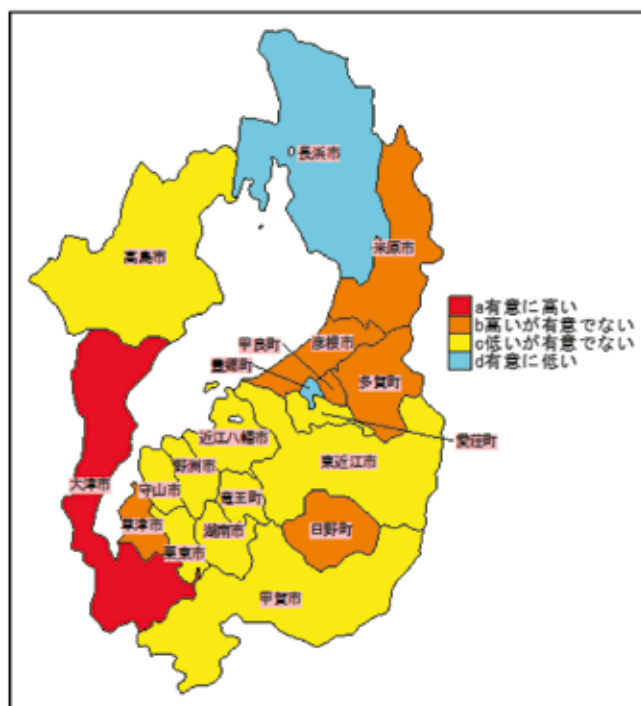 長浜市
米原市
高島市
a有意に高い
b高いが有意でない
c低いが有意でない
d有意に低い
彦根市
甲良町
豊郷町
多賀町
愛荘町
近江八幡市
野洲市
東近江市
大津市
守山市
竜王町
草津市
湖南市
日野町
栗東市
甲賀市